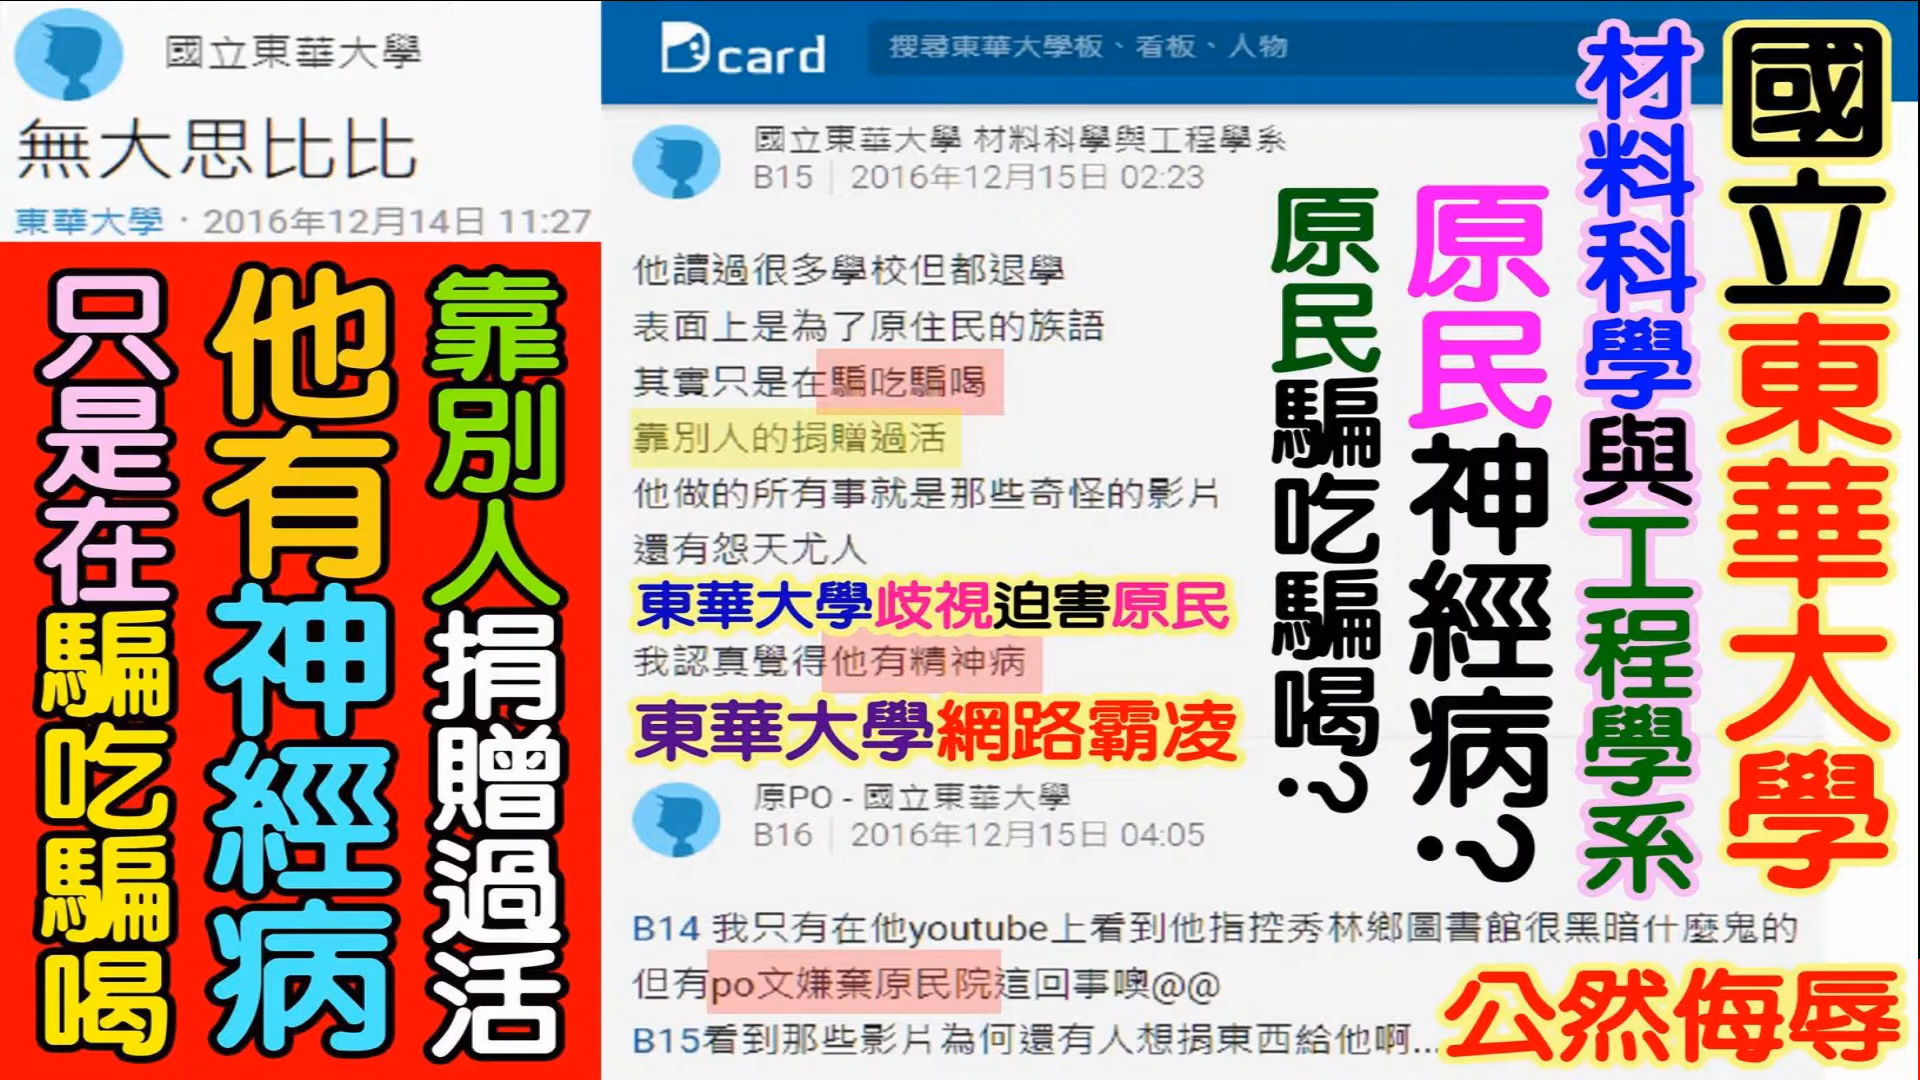 國立東華大學
無大思比比
東華大學・2016年12月14日 11:27
靠別人捐贈過活
他有神經病
只是在騙吃騙喝
Dcard
搜尋東華大學板、看板、人物
國立東華大學 材料科學與工程學系
B15 | 2016年12月15日 02:23
他讀過很多學校但都退學
表面上是為了原住民的族語
其實只是在騙吃騙喝
靠別人的捐贈過活
他做的所有事就是那些奇怪的影片
還有怨天尤人
東華大學歧視迫害原民
我認真覺得他有精神病
東華大學網路霸凌
原PO - 國立東華大學
B16 | 2016年12月15日 04:05
B14 我只有在他youtube上看到他指控秀林鄉圖書館很黑暗什麼鬼的
但有po文嫌棄原民院這回事噢@@
B15看到那些影片為何還有人想捐東西給他啊...
國立東華大學
材料科學與工程學系
原民神經病?
原民騙吃騙喝?
公然侮辱